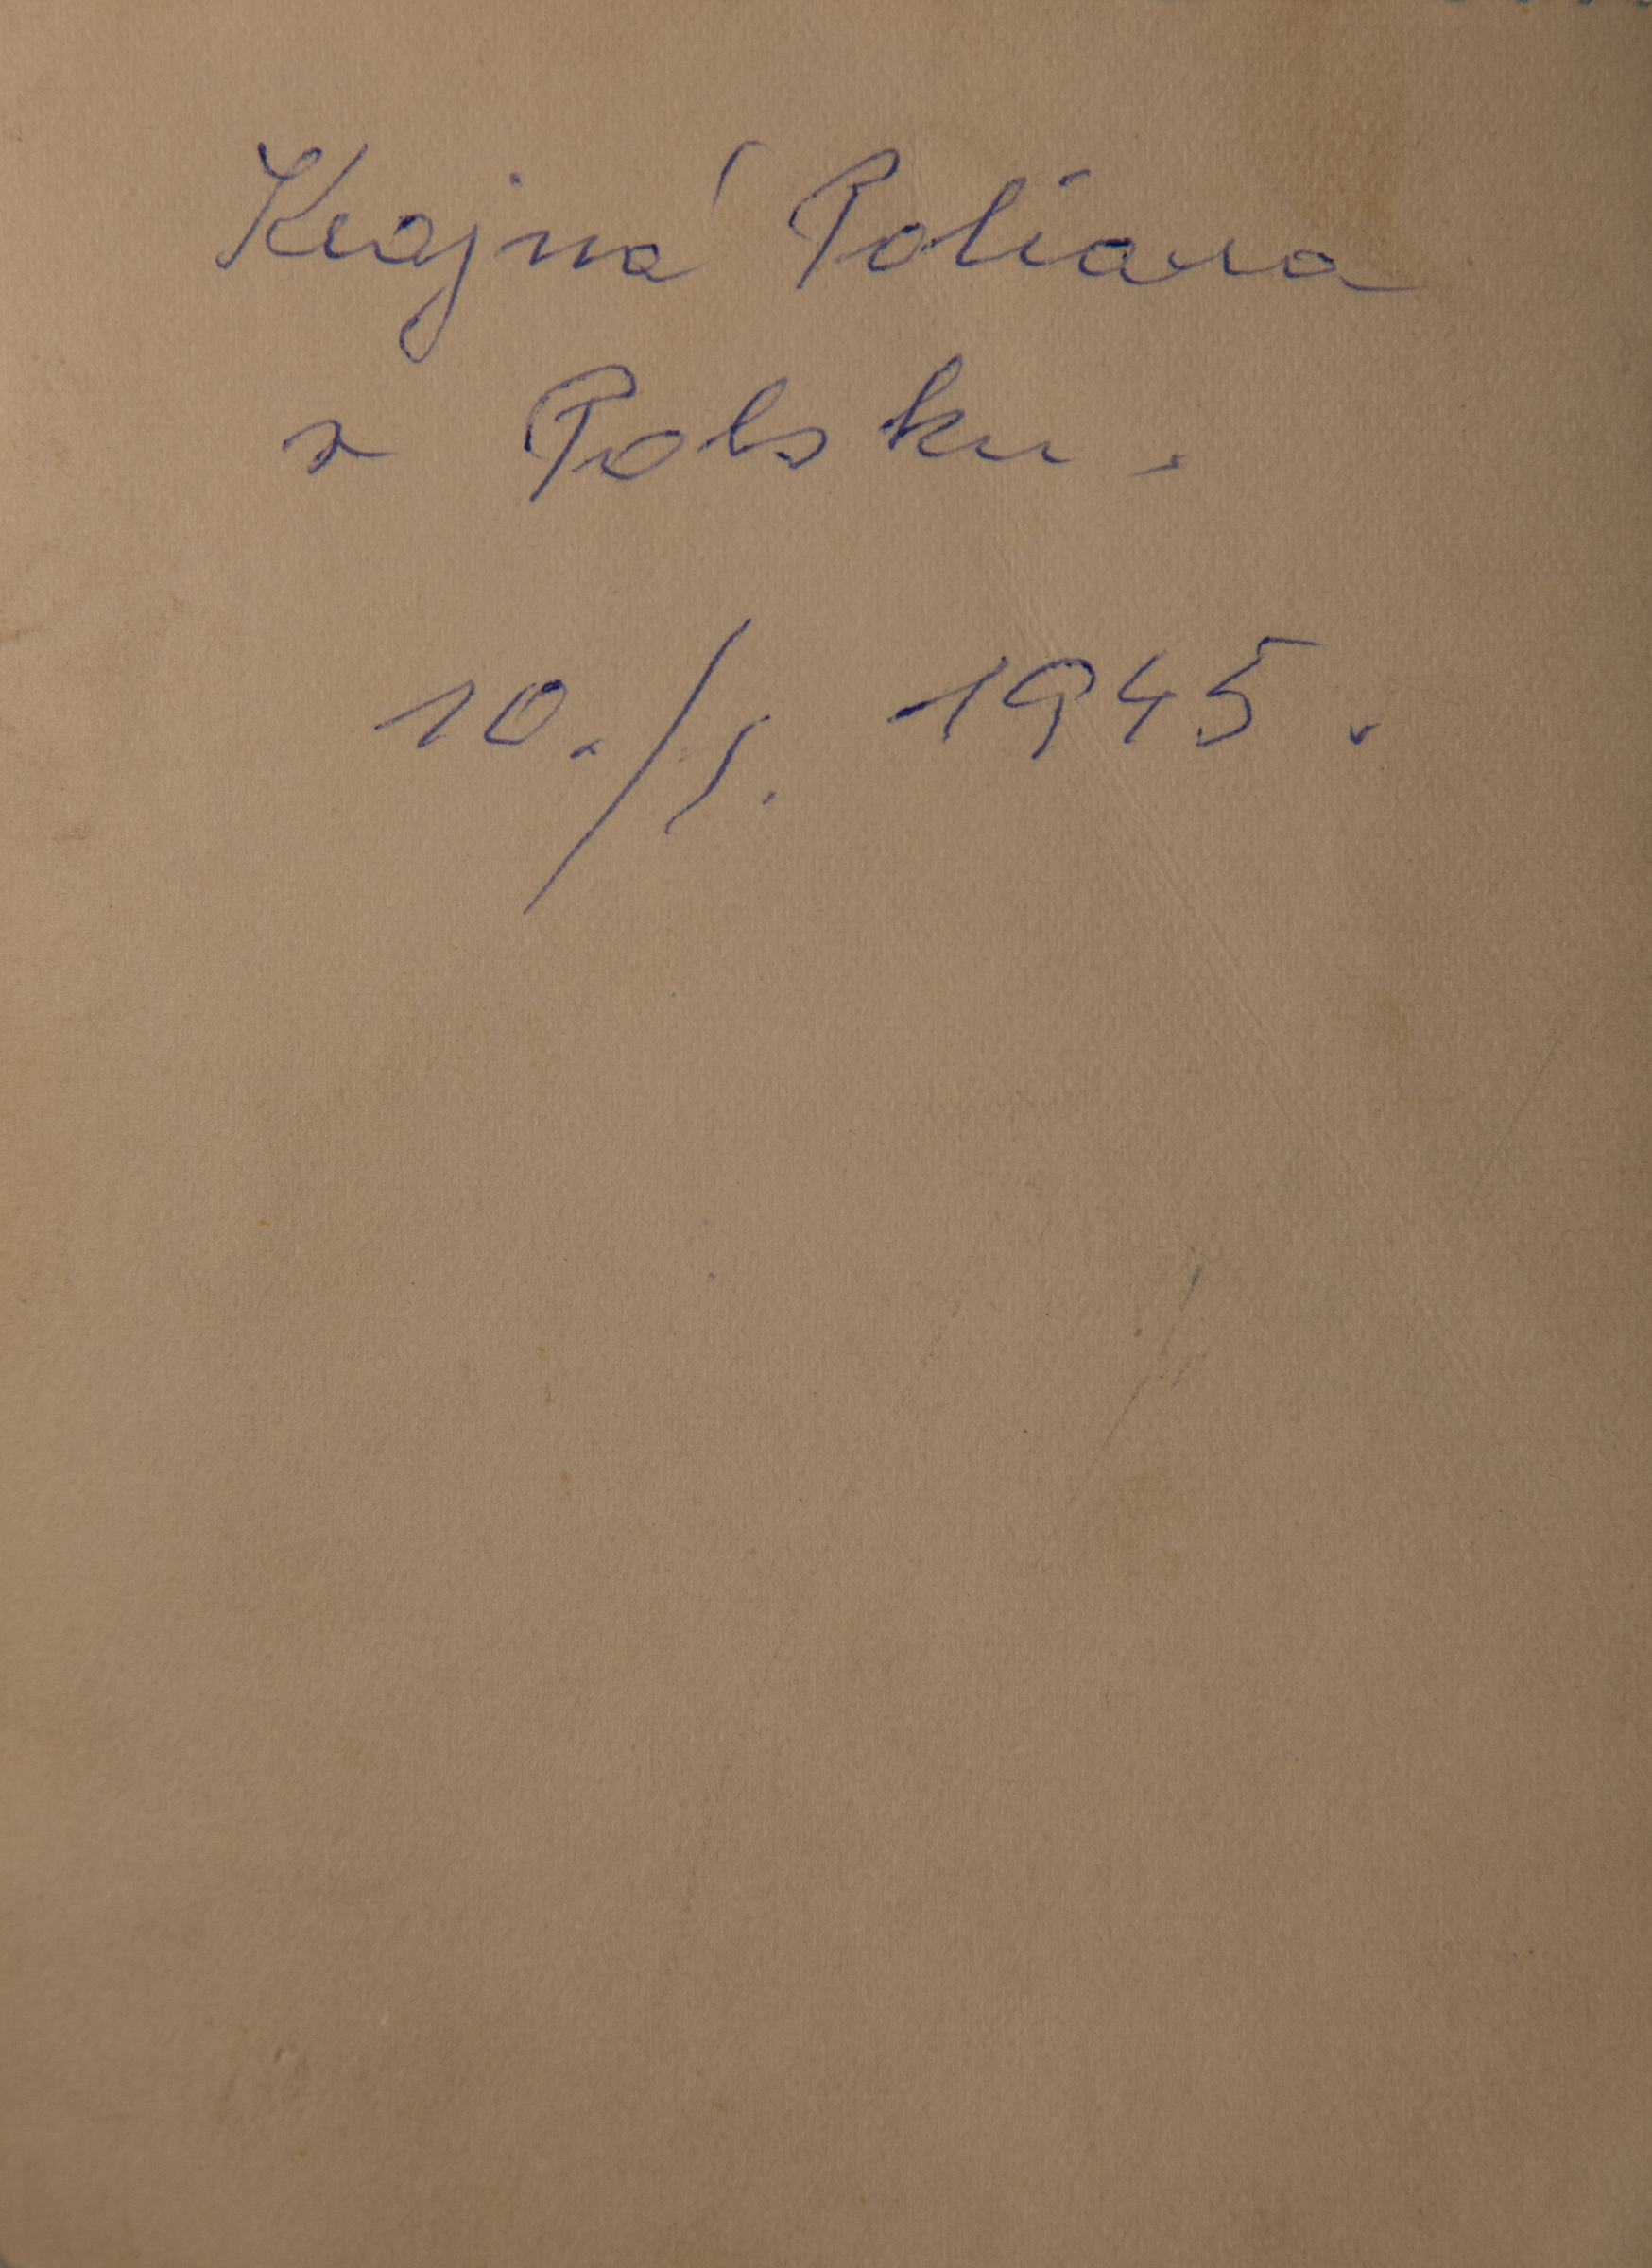 Krajná Poliana
v Polsku.
10./I. 1945.